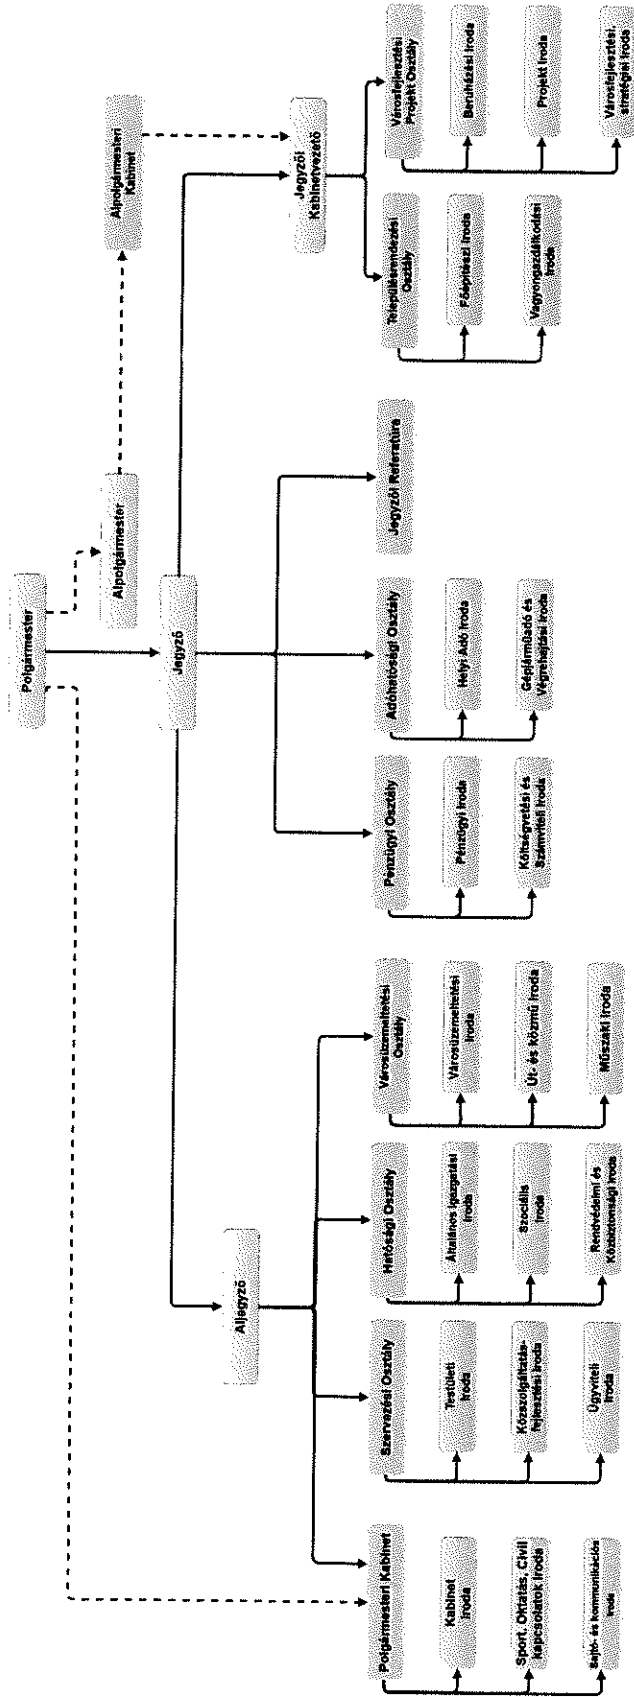 Polgármester
Alpolgármester
Alpolgármesteri
Kabinet
Jegyző
Aljegyző
Jegyzői
Kabinetvezető
Polgármesteri Kabinet
Kabinet
Iroda
Sport, Oktatás, Civil
kapcsolatok Iroda
Sajtó- és kommunikációs
Iroda
Szervezési Osztály
Testületi
Iroda
Közszolgáltatás-
fejlesztési Iroda
Ügyviteli
Iroda
Hatósági Osztály
Általános Igazgatási
Iroda
Szociális
Iroda
Rendvédelmi és
Közbiztonsági Iroda
Városüzemeltetési
Osztály
Városüzemeltetési
Iroda
Út- és közmű Iroda
Műszaki Iroda
Pénzügyi Osztály
Pénzügyi Iroda
Költségvetési és
Számviteli Iroda
Adóhatósági Osztály
Helyi Adó Iroda
Gépjárműadó és
Végrehajtási Iroda
Jegyzői Referatúra
Településrendezési
Osztály
Főépítészi Iroda
Vagyongazdálkodási
Iroda
Városfejlesztési
Projekt Osztály
Beruházási Iroda
Projekt Iroda
Városfejlesztési,
stratégiai Iroda